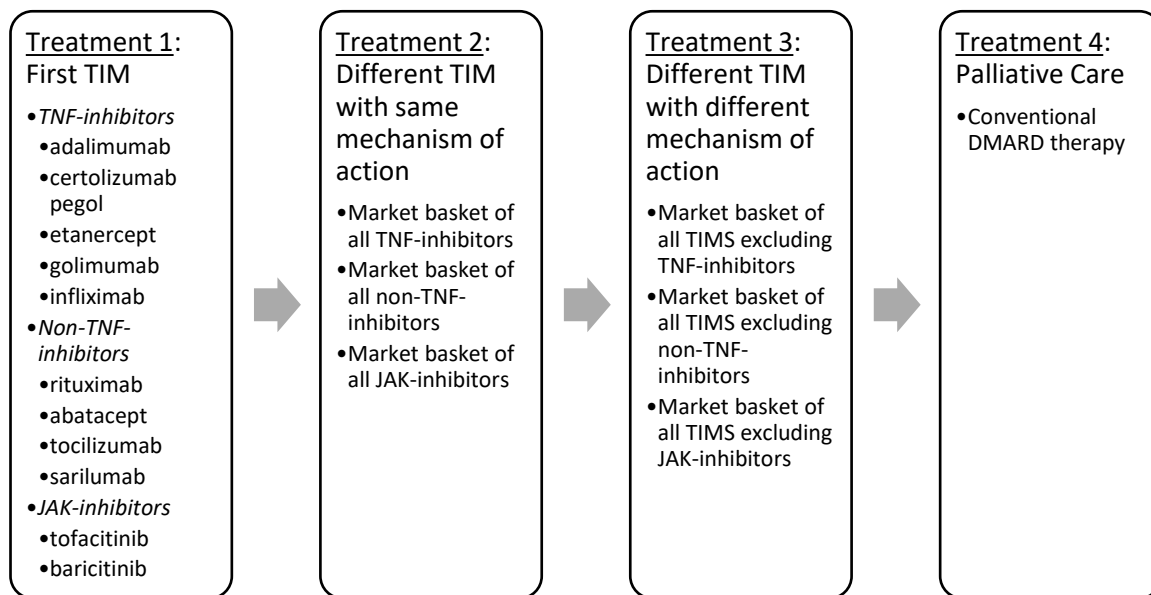 Treatment 1:
First TIM
•TNF-inhibitors
•adalimumab
•certolizumab
pegol
•etanercept
•golimumab
•infliximab
•Non-TNF-
inhibitors
•rituximab
•abatacept
•tocilizumab
•sarilumab
•JAK-inhibitors
•tofacitinib
•baricitinib
Treatment 2:
Different TIM
with same
mechanism of
action
•Market basket of
all TNF-inhibitors
•Market basket of
all non-TNF-
inhibitors
•Market basket of
all JAK-inhibitors
Treatment 3:
Different TIM
with different
mechanism of
action
•Market basket of
all TIMS excluding
TNF-inhibitors
•Market basket of
all TIMS excluding
non-TNF-
inhibitors
•Market basket of
all TIMS excluding
JAK-inhibitors
Treatment 4:
Palliative Care
•Conventional
DMARD therapy